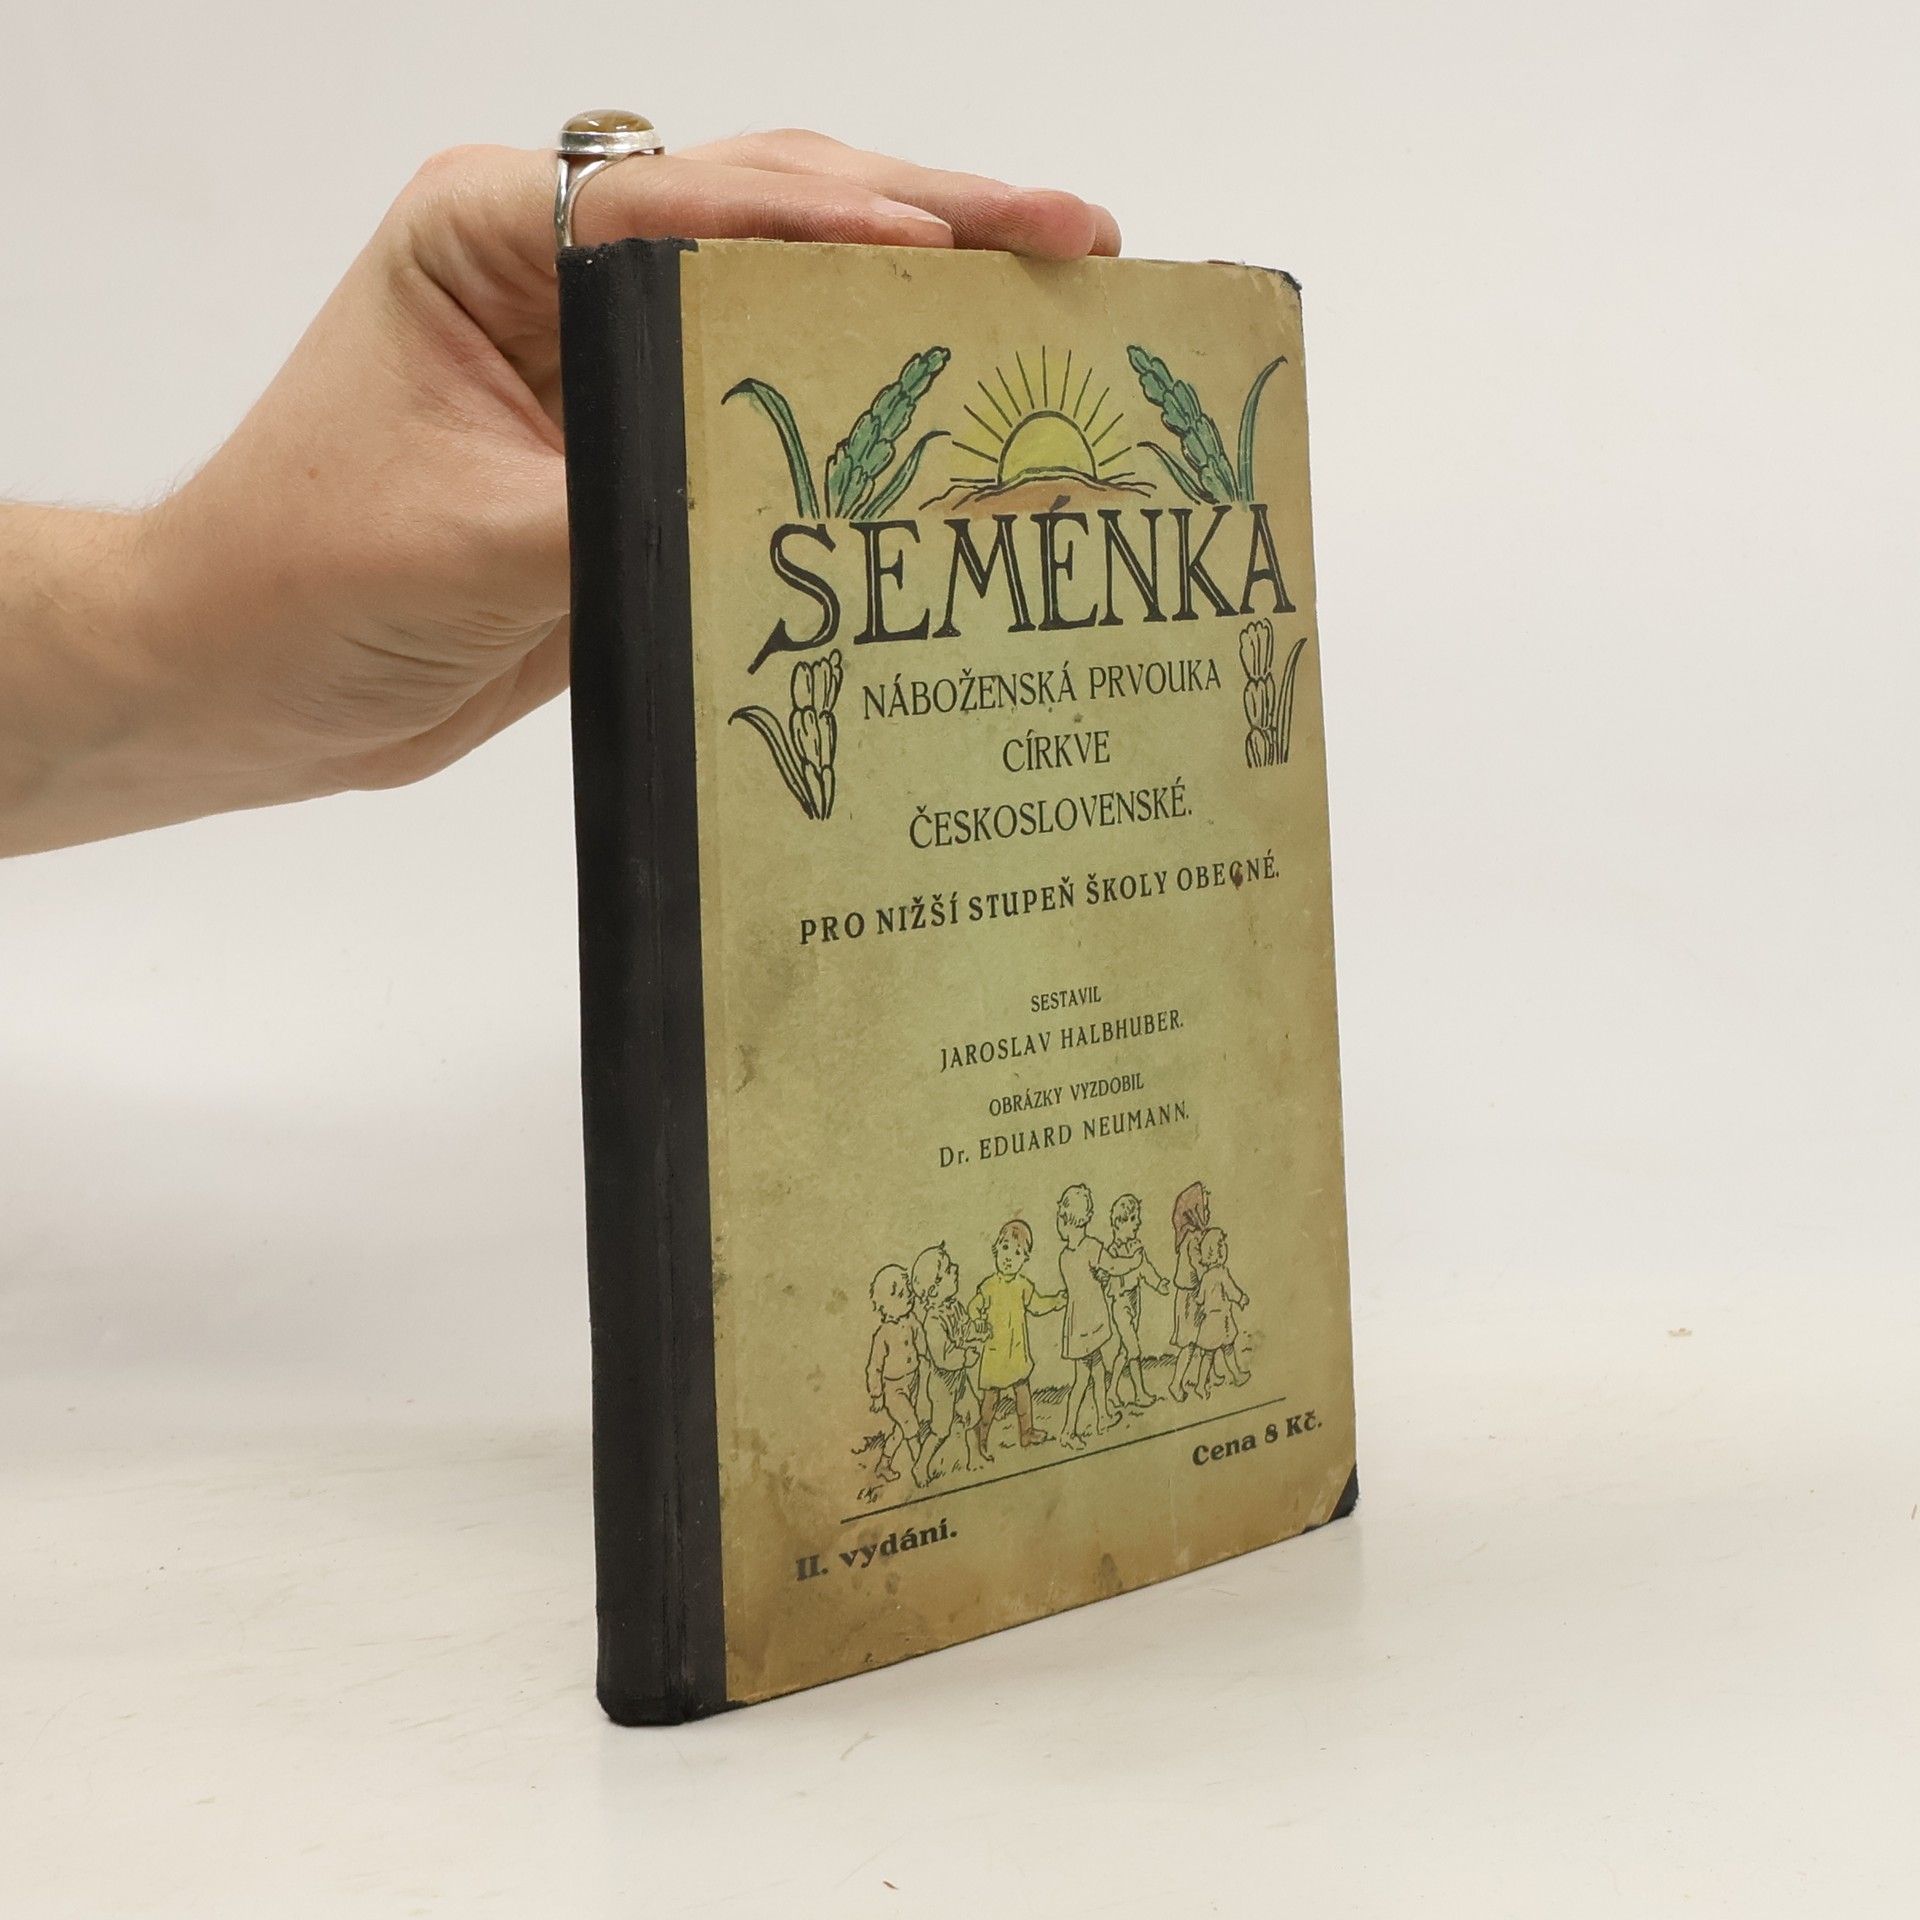 SEMÉNKA
NÁBOŽENSKÁ PRVOUKA
CÍRKVE
ČESKOSLOVENSKÉ.
PRO NIŽŠÍ STUPEŇ ŠKOLY OBECNÉ.
SESTAVIL
JAROSLAV HALBHUBER.
OBRÁZKY VYZDOBIL
Dr. EDUARD NEUMANN.
Cena 8 Kč.
II. vydání.